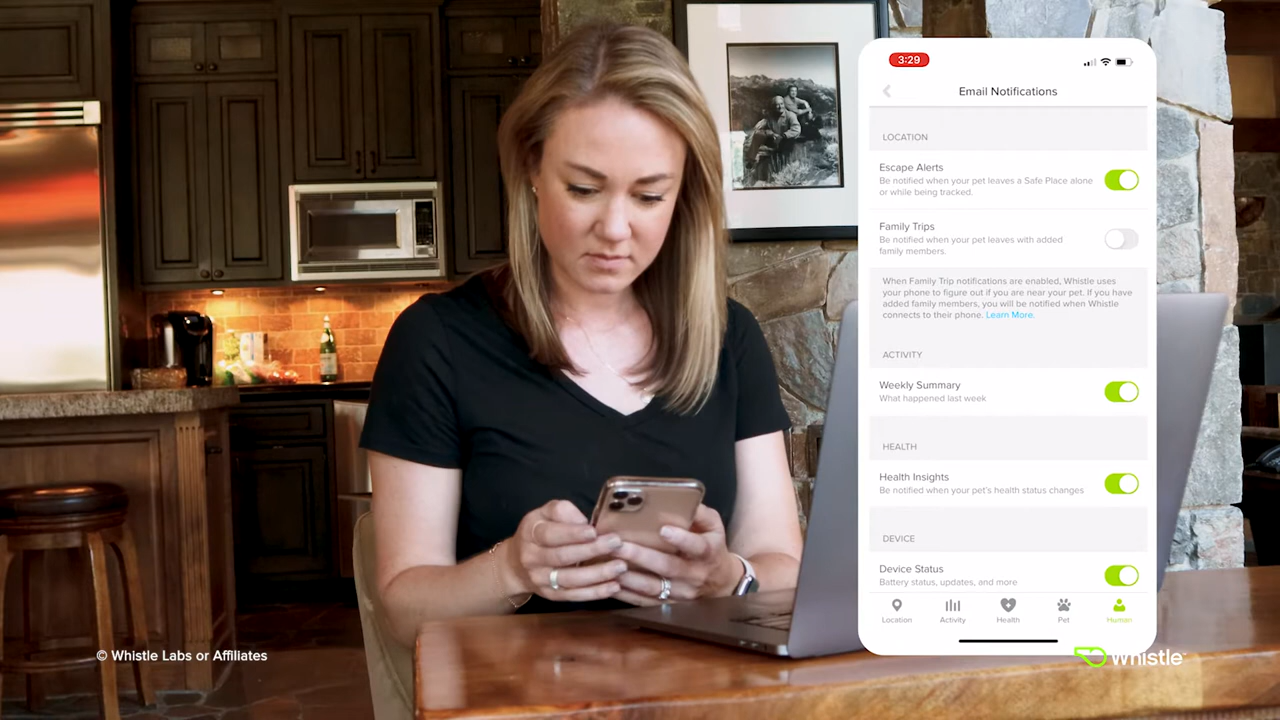 3:29
Email Notifications
LOCATION
Escape Alerts
Be notified when your pet leaves a Safe Place alone
or while being tracked.
Family Trips
Be notified when your pet leaves with added
family members.
When Family Trip notifications are enabled, Whistle uses
your phone to figure out if you are near your pet. If you have
added family members, you will be notified when Whistle
connects to their phone. Learn More.
ACTIVITY
Weekly Summary
What happened last week
HEALTH
Health Insights
Be notified when your pet's health status changes
DEVICE
Device Status
Battery status, updates, and more
Location Activity Health Pet Human
© Whistle Labs or Affiliates
Whistle